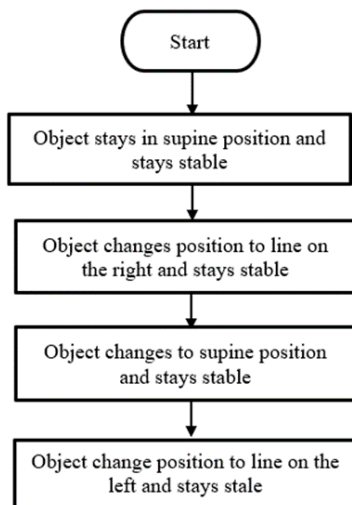 Start
Object stays in supine position and
stays stable
Object changes position to line on
the right and stays stable
Object changes to supine position
and stays stable
Object change position to line on the
left and stays stale